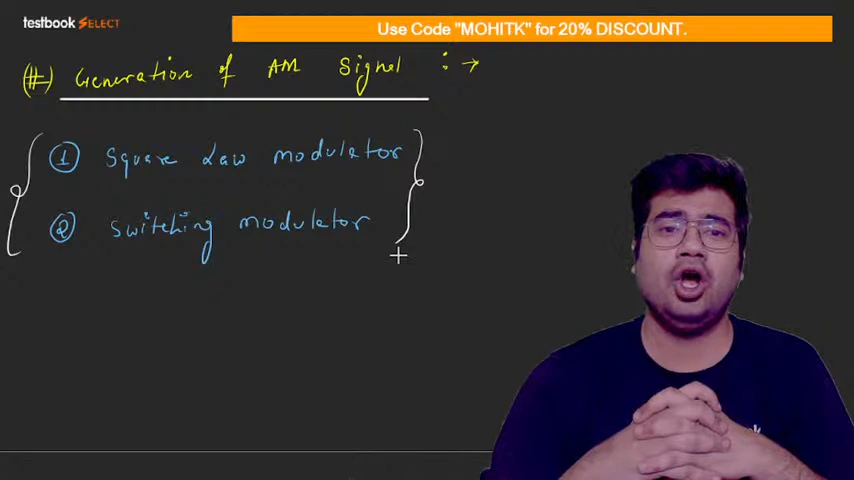 testbook SELECT
Use Code "MOHITK" for 20% DISCOUNT.
(#) Generation of AM Signal :→
① Square Law modulator
② Switching modulator